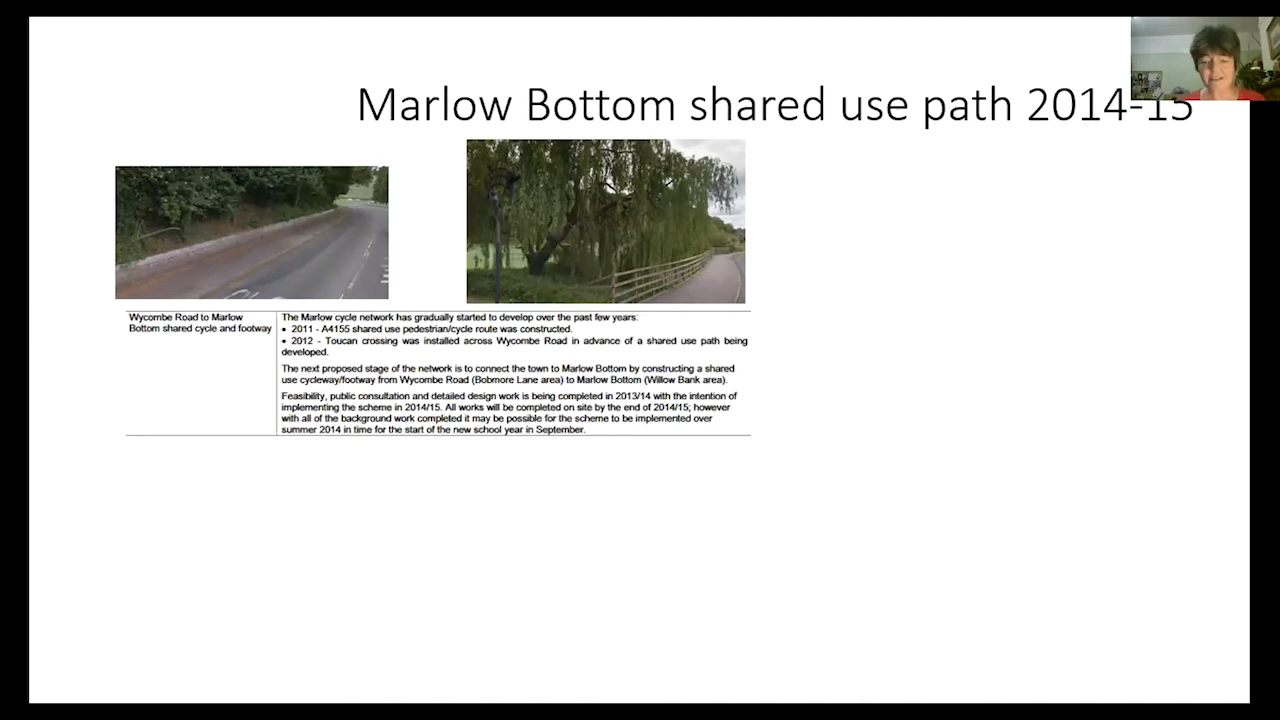 Marlow Bottom shared use path 2014-15
Wycombe Road to Marlow
Bottom shared cycle and footway
The Marlow cycle network has gradually started to develop over the past few years:
• 2011 - A4155 shared use pedestrian/cycle route was constructed.
• 2012 - Toucan crossing was installed across Wycombe Road in advance of a shared use path being
developed.
The next proposed stage of the network is to connect the town to Marlow Bottom by constructing a shared
use cycleway/footway from Wycombe Road (Bobmore Lane area) to Marlow Bottom (Willow Bank area).
Feasibility, public consultation and detailed design work is being completed in 2013/14 with the intention of
implementing the scheme in 2014/15. All works will be completed on site by the end of 2014/15; however
with all of the background work completed it may be possible for the scheme to be implemented over
summer 2014 in time for the start of the new school year in September.